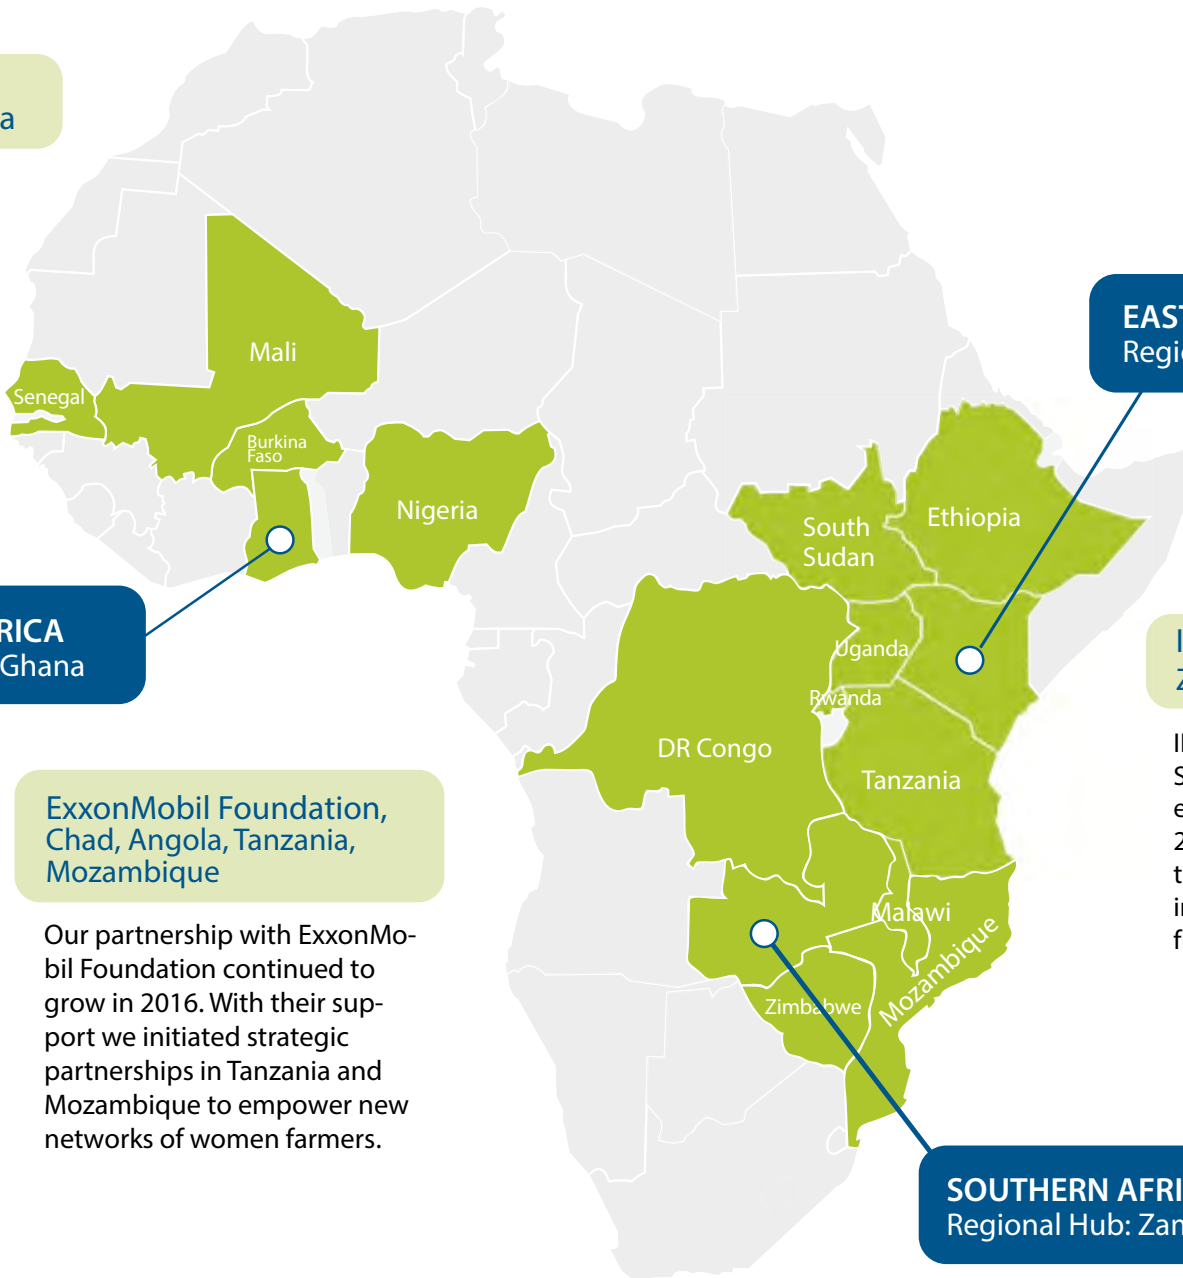 a
EAST
Regi
Mali
Senegal
Burkina
Faso
Nigeria
South
Sudan
Ethiopia
RICA
Ghana
Uganda
Rwanda
DR Congo
Tanzania
ExxonMobil Foundation,
Chad, Angola, Tanzania,
Mozambique
Our partnership with ExxonMo-
bil Foundation continued to
grow in 2016. With their sup-
port we initiated strategic
partnerships in Tanzania and
Mozambique to empower new
networks of women farmers.
Malawi
Mozambique
Zimbabwe
SOUTHERN AFRI
Regional Hub: Zam